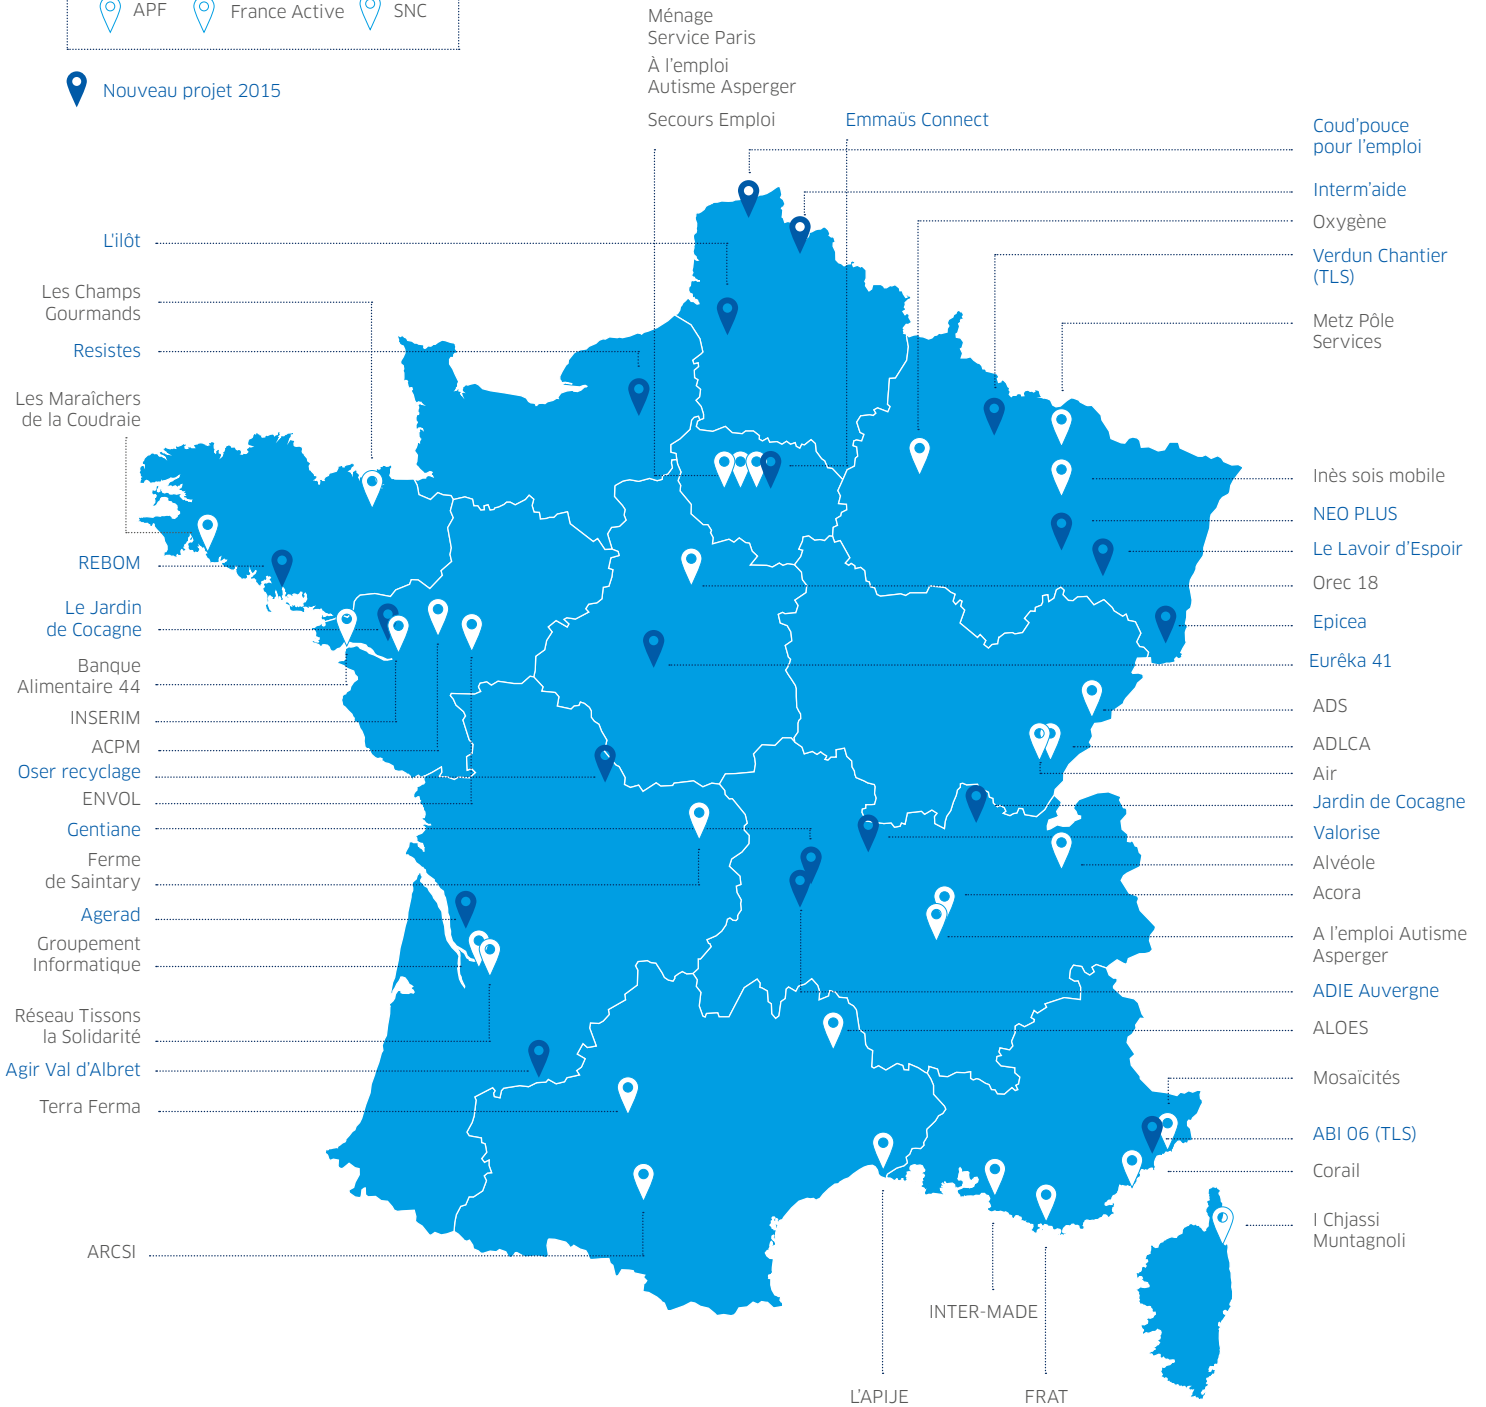 APF
France Active
SNC
Nouveau projet 2015
Ménage
Service Paris
À l'emploi
Autisme Asperger
Secours Emploi
Emmaüs Connect
L'ilôt
Les Champs
Gourmands
Resistes
Les Maraîchers
de la Coudraie
REBOM
Le Jardin
de Cocagne
Banque
Alimentaire 44
INSERIM
ACPM
Oser recyclage
ENVOL
Gentiane
Ferme
de Saintary
Agerad
Groupement
Informatique
Réseau Tissons
la Solidarité
Agir Val d'Albret
Terra Ferma
ARCSI
Coud'pouce
pour l'emploi
Interm'aide
Oxygène
Verdun Chantier
(TLS)
Metz Pôle
Services
Inès sois mobile
NEO PLUS
Le Lavoir d'Espoir
Orec 18
Epicea
Eurêka 41
ADS
ADLCA
Air
Jardin de Cocagne
Valorise
Alvéole
Acora
A l'emploi Autisme
Asperger
ADIE Auvergne
ALOES
Mosaïcités
ABI 06 (TLS)
Corail
I Chjassi
Muntagnoli
INTER-MADE
L'APIJE
FRAT